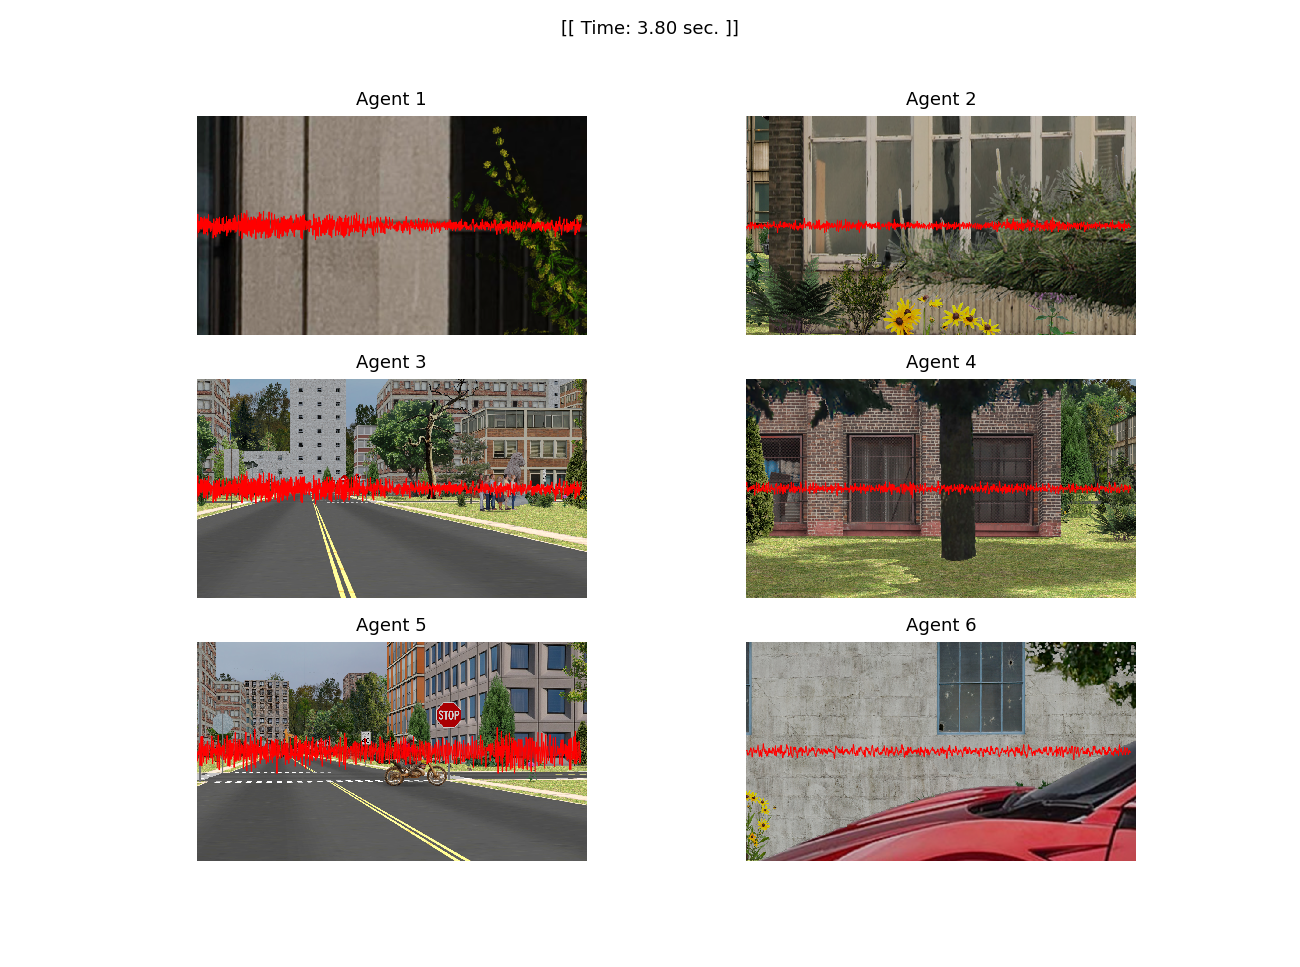 [[ Time: 3.80 sec. ]]
Agent 1
Agent 2
Agent 3
Agent 4
Agent 5
STOP
Agent 6